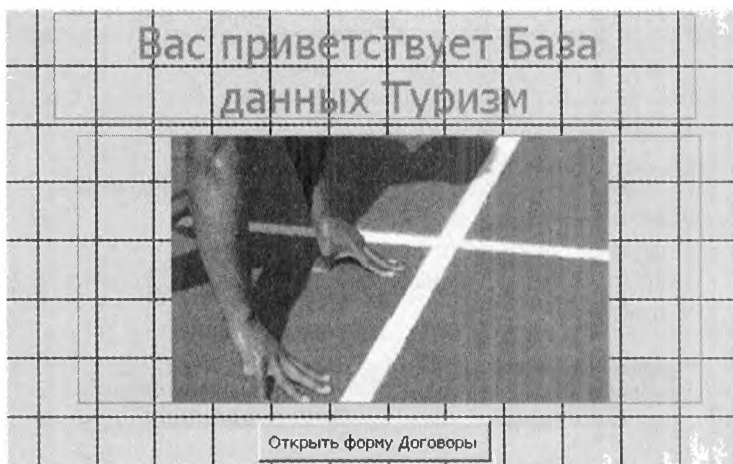 Вас приветствует База
данных Туризм
Открыть форму Договоры